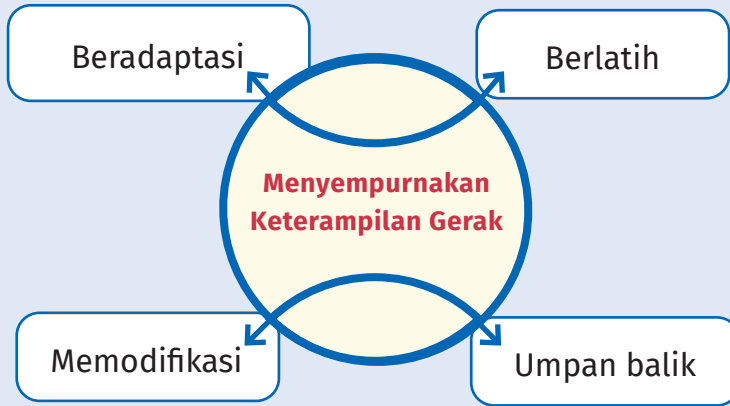 Beradaptasi
Berlatih
Menyempurnakan
Keterampilan Gerak
Memodifikasi
Umpan balik